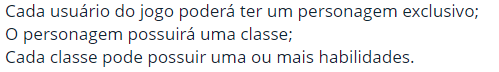 Cada usuário do jogo poderá ter um personagem exclusivo;
O personagem possuirá uma classe;
Cada classe pode possuir uma ou mais habilidades.